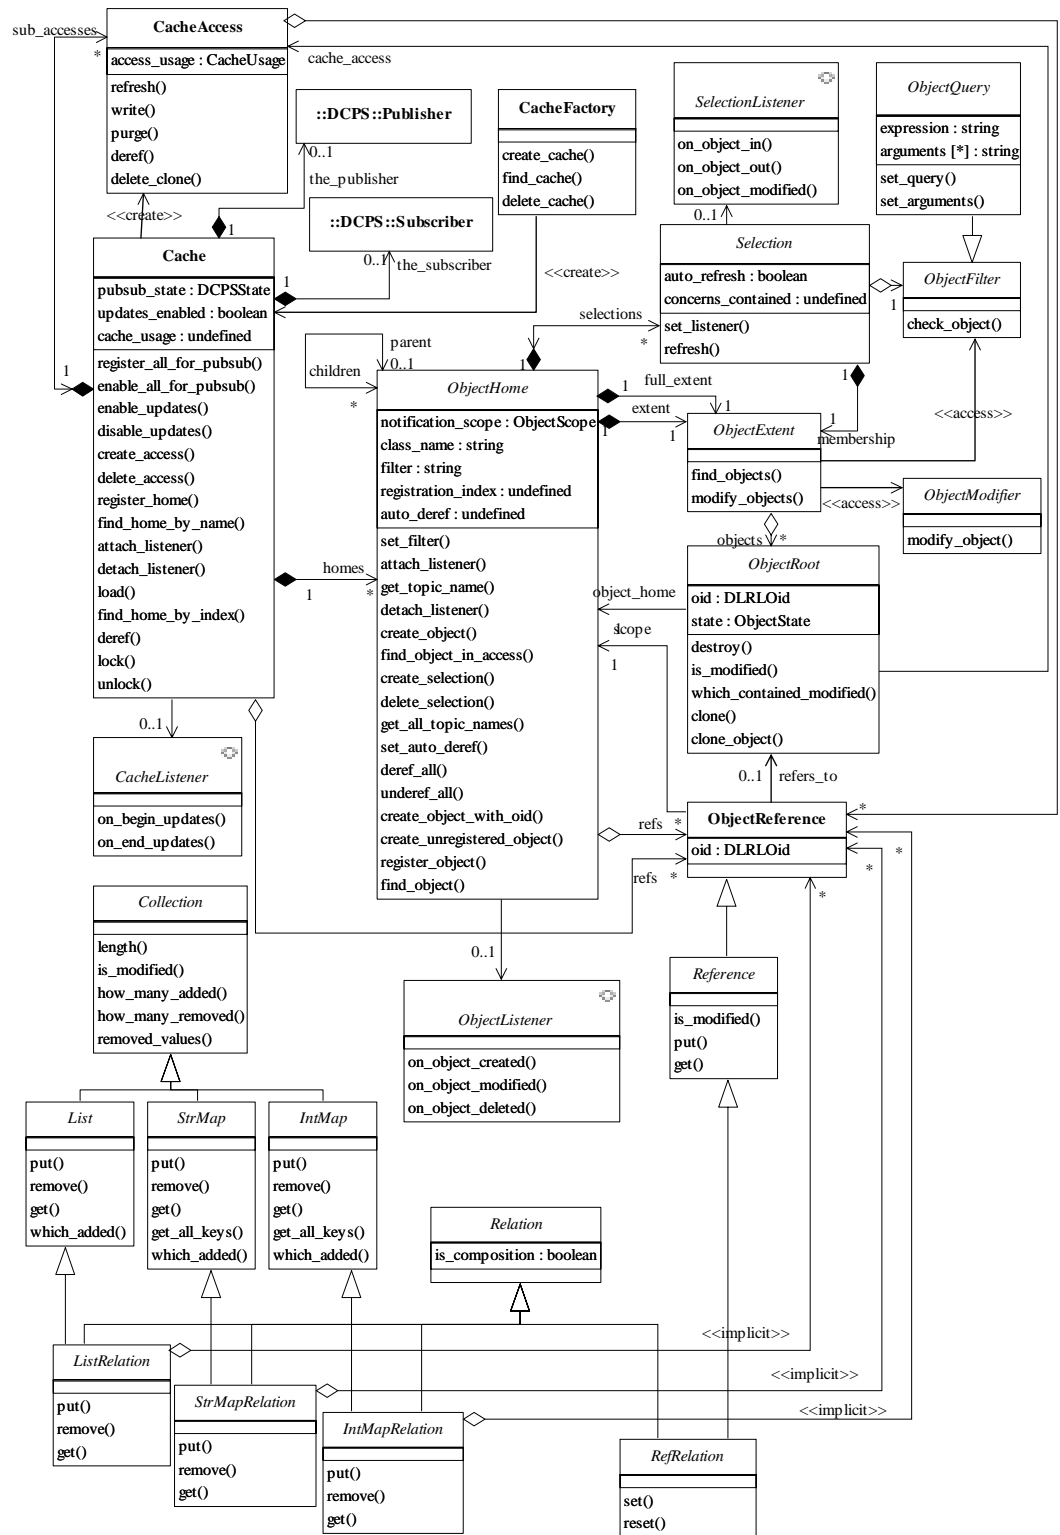 sub_accesses
*
CacheAccess
access_usage : CacheUsage
refresh()
write()
purge()
deref()
delete_clone()
cache_access
::DCPS::Publisher
0..1
the_publisher
1
::DCPS::Subscriber
0..1
the_subscriber
1
CacheFactory
create_cache()
find_cache()
delete_cache()
<<create>>
<<create>>
SelectionListener
on_object_in()
on_object_out()
on_object_modified()
0..1
ObjectQuery
expression : string
arguments [*] : string
set_query()
set_arguments()
Selection
auto_refresh : boolean
concerns_contained : undefined
set_listener()
refresh()
1
ObjectFilter
check_object()
Cache
pubsub_state : DCPSState
updates_enabled : boolean
cache_usage : undefined
register_all_for_pubsub()
enable_all_for_pubsub()
enable_updates()
disable_updates()
create_access()
delete_access()
register_home()
find_home_by_name()
attach_listener()
detach_listener()
load()
find_home_by_index()
deref()
lock()
unlock()
1
selections
*
1
parent
0..1
children
*
ObjectHome
notification_scope : ObjectScope
class_name : string
filter : string
registration_index : undefined
auto_deref : undefined
set_filter()
attach_listener()
get_topic_name()
detach_listener()
create_object()
find_object_in_access()
create_selection()
delete_selection()
get_all_topic_names()
set_auto_deref()
deref_all()
underef_all()
create_object_with_oid()
create_unregistered_object()
register_object()
find_object()
homes
1
*
1
full_extent
1
extent
1
1
1
1
membership
<<access>>
ObjectExtent
find_objects()
modify_objects()
<<access>>
ObjectModifier
modify_object()
objects
*
ObjectRoot
oid : DLRLOid
state : ObjectState
destroy()
is_modified()
which_contained_modified()
clone()
clone_object()
object_home
1
scope
1
0..1
refers_to
*
ObjectReference
oid : DLRLOid
refs
*
refs
*
*
*
*
0..1
CacheListener
on_begin_updates()
on_end_updates()
0..1
ObjectListener
on_object_created()
on_object_modified()
on_object_deleted()
Reference
is_modified()
put()
get()
Collection
length()
is_modified()
how_many_added()
how_many_removed()
removed_values()
List
put()
remove()
get()
which_added()
StrMap
put()
remove()
get()
get_all_keys()
which_added()
IntMap
put()
remove()
get()
get_all_keys()
which_added()
Relation
is_composition : boolean
<<implicit>>
<<implicit>>
<<implicit>>
ListRelation
put()
remove()
get()
StrMapRelation
put()
remove()
get()
IntMapRelation
put()
remove()
get()
RefRelation
set()
reset()